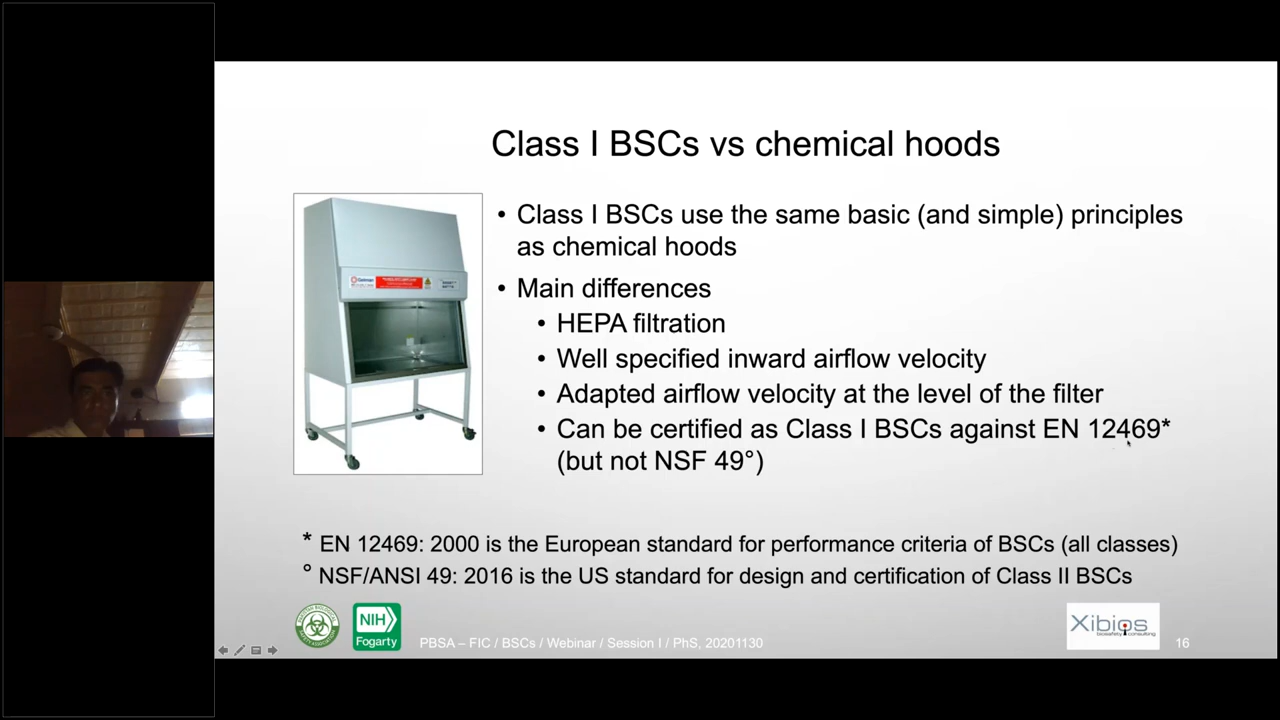 Class I BSCs vs chemical hoods
• Class I BSCs use the same basic (and simple) principles
as chemical hoods
• Main differences
• HEPA filtration
• Well specified inward airflow velocity
• Adapted airflow velocity at the level of the filter
• Can be certified as Class I BSCs against EN 12469*
(but not NSF 49°)
* EN 12469: 2000 is the European standard for performance criteria of BSCs (all classes)
° NSF/ANSI 49: 2016 is the US standard for design and certification of Class II BSCs
NIH
Fogarty
PBSA – FIC / BSCs / Webinar / Session I / PhS, 20201130
Xibios
biosafety consulting
16